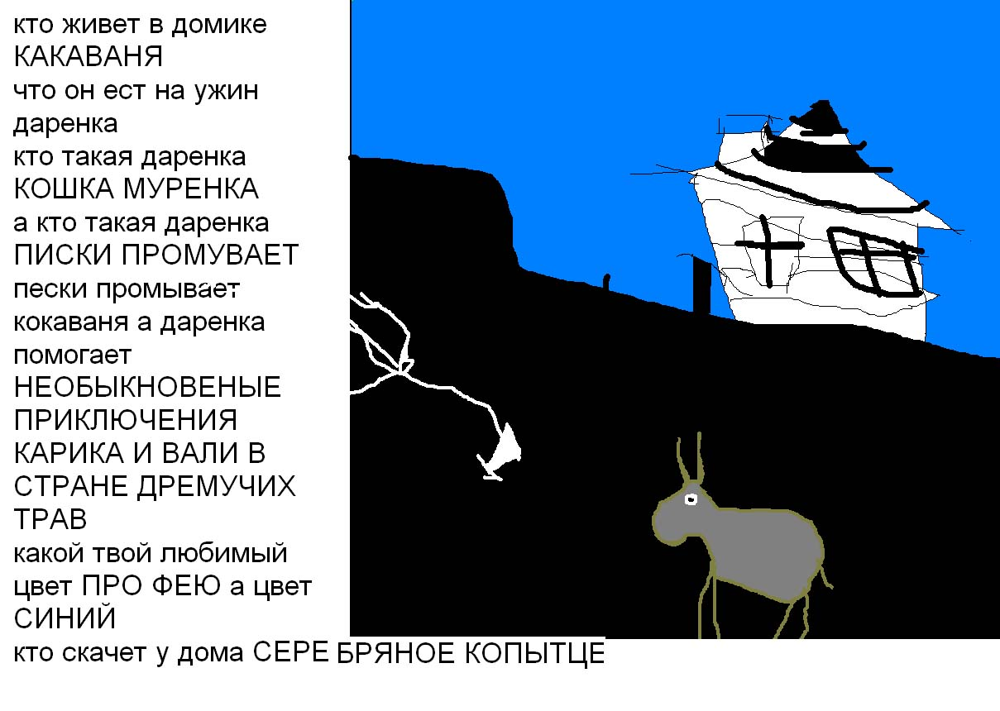 кто живет в домике
КАКАВАНЯ
что он ест на ужин
даренка
кто такая даренка
КОШКА МУРЕНКА
а кто такая даренка
ПИСКИ ПРОМУВАЕТ
пески промывает
кокаваня а даренка
помогает
НЕОБЫКНОВЕНЫЕ
ПРИКЛЮЧЕНИЯ
КАРИКА И ВАЛИ В
СТРАНЕ ДРЕМУЧИХ
ТРАВ
какой твой любимый
цвет ПРО ФЕЮ а цвет
СИНИЙ
кто скачет у дома СЕРЕ БРЯНОЕ КОПЫТЦЕ